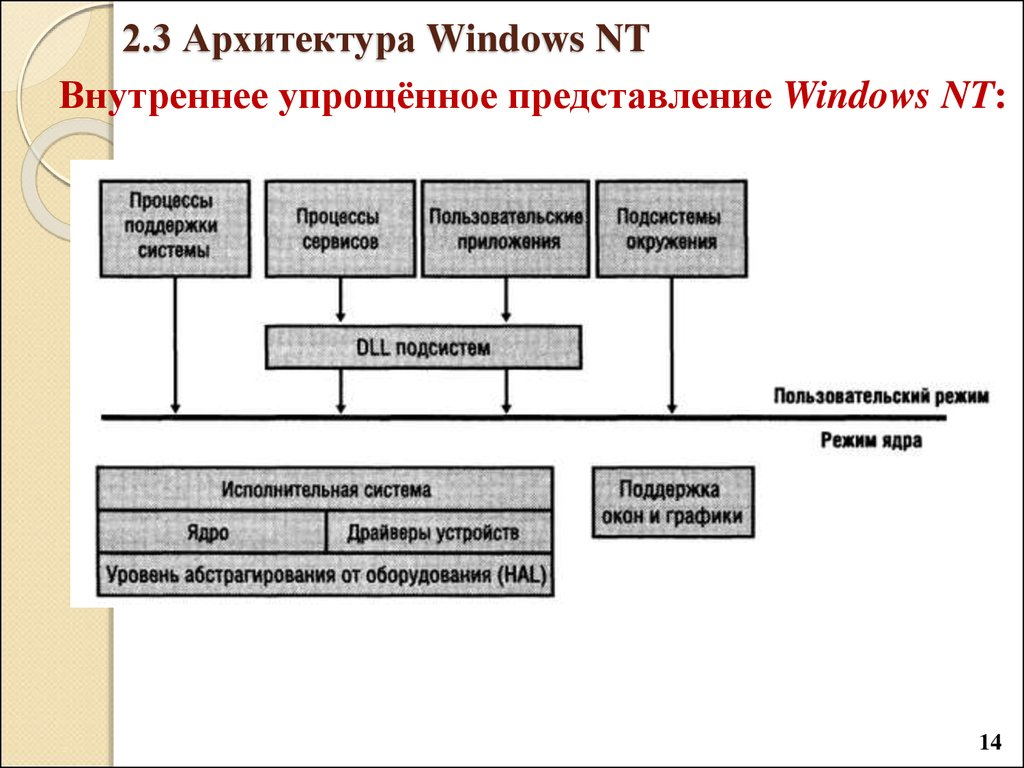 2.3 Архитектура Windows NT
Внутреннее упрощённое представление Windows NT:
Процессы
поддержки
системы
Процессы
сервисов
Пользовательские
приложения
Подсистемы
окружения
DLL подсистем
Пользовательский режим
Режим ядра
Исполнительная система
Ядро
Драйверы устройств
Уровень абстрагирования от оборудования (HAL)
Поддержка
окон и графики
14